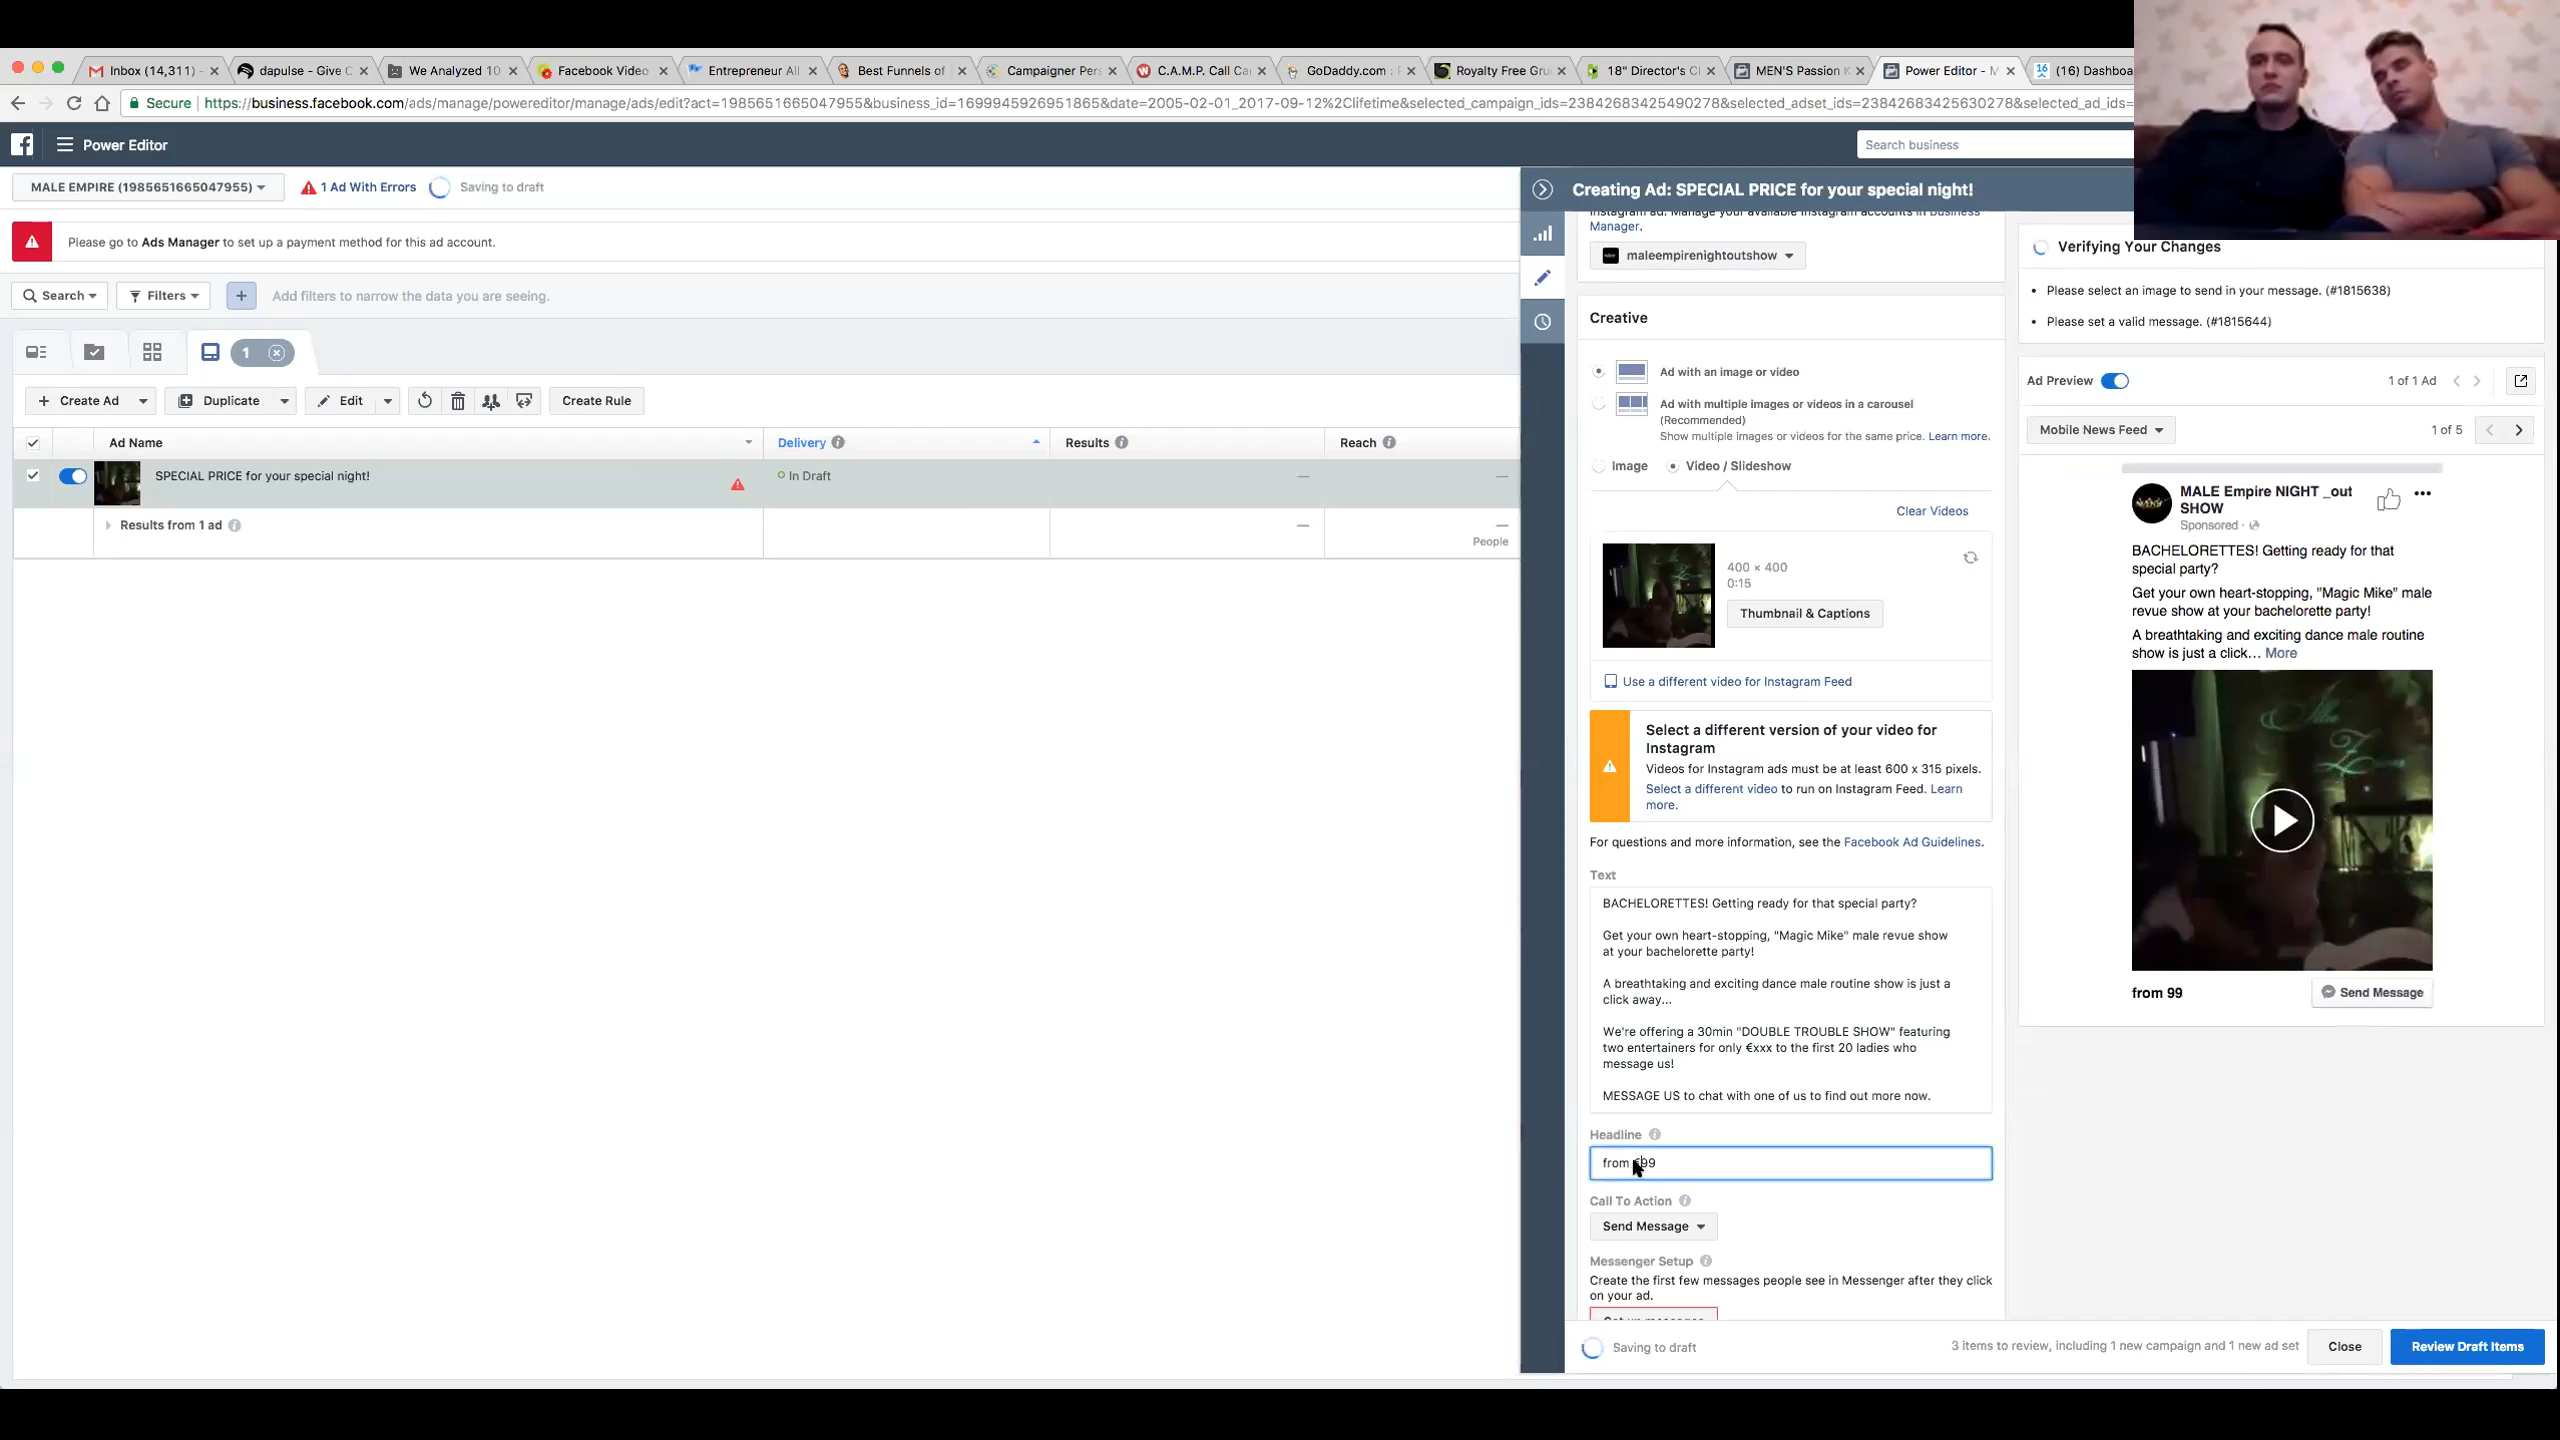 Inbox (14,311) -
dapulse - Give C
We Analyzed 10
Facebook Video
Entrepreneur All
Best Funnels of
Campaigner Pers
C.A.M.P. Call Ca
GoDaddy.com :
Royalty Free Gru
18" Director's Cl
MEN'S Passion K
Power Editor - M
16
(16) Dashboa
Secure
https://business.facebook.com/ads/manage/powereditor/manage/ads/edit?act=1985651665047955&business_id=1699945926951865&date=2005-02-01_2017-09-12%2Clifetime&selected_campaign_ids=23842683425490278&selected_adset_ids=23842683425630278&selected_ad_ids=
Power Editor
Search business
MALE EMPIRE (1985651665047955)
1 Ad With Errors
Saving to draft
Please go to Ads Manager to set up a payment method for this ad account.
Search
Filters
+
Add filters to narrow the data you are seeing.
1
+ Create Ad
Duplicate
Edit
Create Rule
Ad Name
Delivery
Results
Reach
SPECIAL PRICE for your special night!
In Draft
—
—
Results from 1 ad
—
—
People
Creating Ad: SPECIAL PRICE for your special night!
Instagram ad: Manage your available Instagram accounts in Business
Manager.
maleempirenightoutshow
Creative
Ad with an image or video
Ad with multiple images or videos in a carousel
(Recommended)
Show multiple images or videos for the same price. Learn more.
Image
Video / Slideshow
Clear Videos
400 × 400
0:15
Thumbnail & Captions
Use a different video for Instagram Feed
Select a different version of your video for
Instagram
Videos for Instagram ads must be at least 600 x 315 pixels.
Select a different video to run on Instagram Feed. Learn
more.
For questions and more information, see the Facebook Ad Guidelines.
Text
BACHELORETTES! Getting ready for that special party?
Get your own heart-stopping, "Magic Mike" male revue show
at your bachelorette party!
A breathtaking and exciting dance male routine show is just a
click away...
We're offering a 30min "DOUBLE TROUBLE SHOW" featuring
two entertainers for only €xxx to the first 20 ladies who
message us!
MESSAGE US to chat with one of us to find out more now.
Headline
from €99
Call To Action
Send Message
Messenger Setup
Create the first few messages people see in Messenger after they click
on your ad.
Saving to draft
3 items to review, including 1 new campaign and 1 new ad set
Close
Review Draft Items
Verifying Your Changes
• Please select an image to send in your message. (#1815638)
• Please set a valid message. (#1815644)
Ad Preview
1 of 1 Ad
Mobile News Feed
1 of 5
MALE Empire NIGHT _out
SHOW
Sponsored ·
BACHELORETTES! Getting ready for that
special party?
Get your own heart-stopping, "Magic Mike" male
revue show at your bachelorette party!
A breathtaking and exciting dance male routine
show is just a click... More
from 99
Send Message